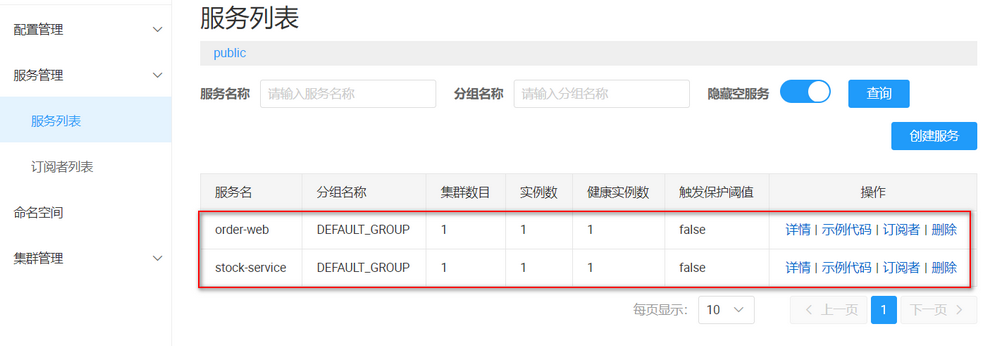 配置管理
服务管理
服务列表
订阅者列表
命名空间
集群管理
服务列表
public
服务名称 请输入服务名称 分组名称 请输入分组名称 隐藏空服务 查询
创建服务
服务名 分组名称 集群数目 实例数 健康实例数 触发保护阈值 操作
order-web DEFAULT_GROUP 1 1 1 false 详情 | 示例代码 | 订阅者 | 删除
stock-service DEFAULT_GROUP 1 1 1 false 详情 | 示例代码 | 订阅者 | 删除
每页显示： 10 < 上一页 1 下一页 >